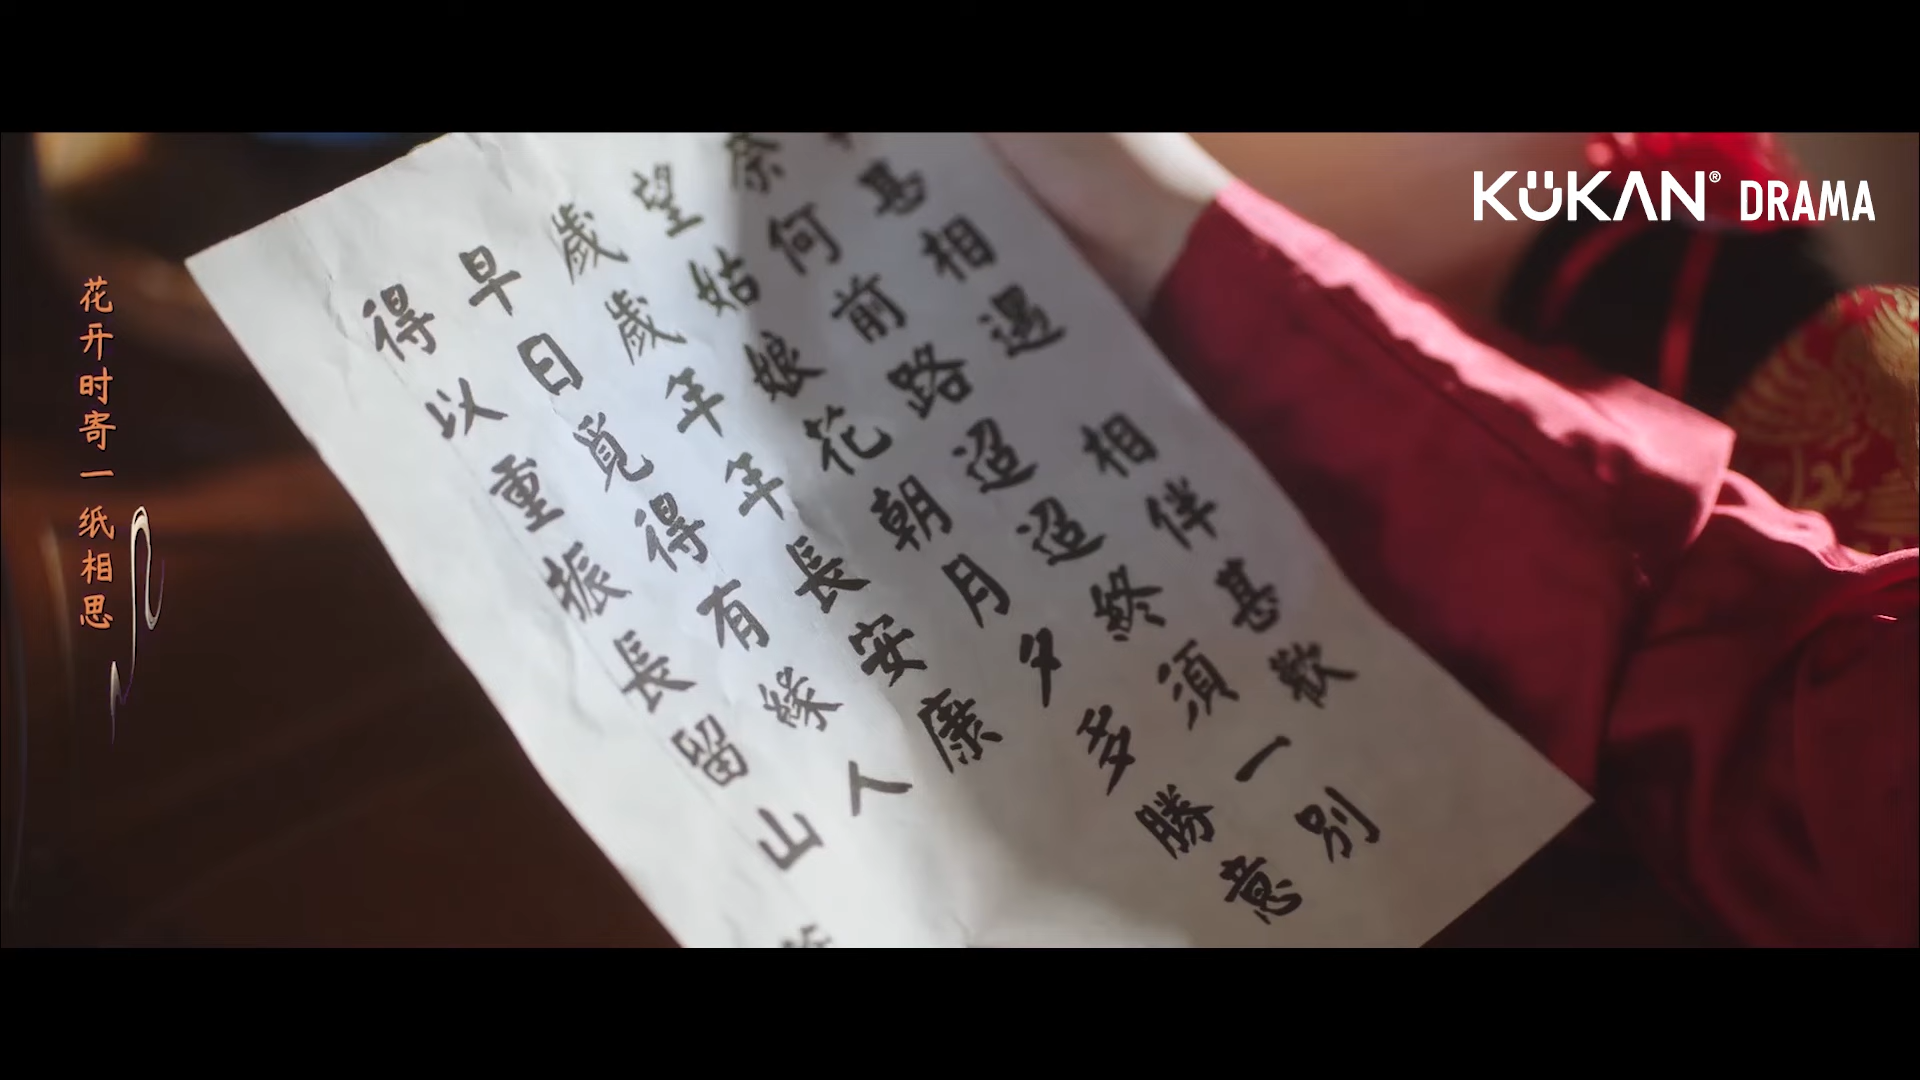 KÜKAN® DRAMA
甚相遇 相伴甚歡
奈何前路迢迢終須一別
望姑娘花朝月夕多勝意
歲歲年年長安康
早日覓得有緣人
得以重振長留山
花开时寄一纸相思